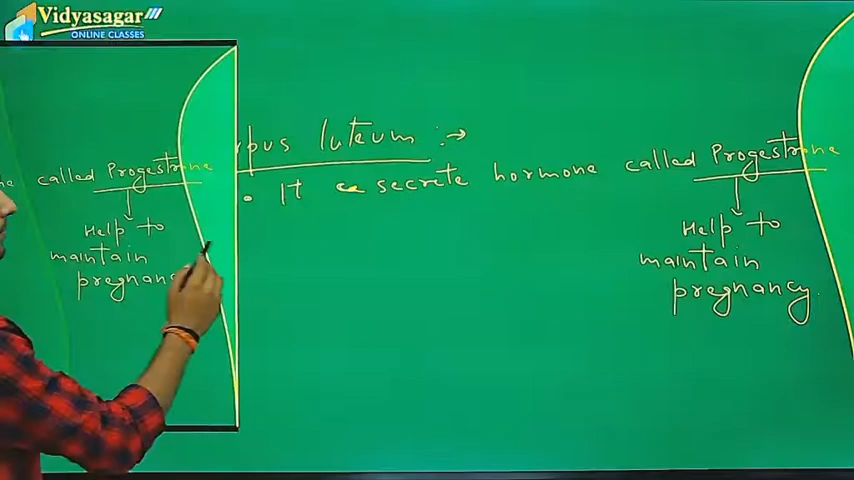 Vidyasagar
ONLINE CLASSES
rpus luteum :- →
• It secrete hormone called Progestrone
Help to
maintain
pregnancy
called Progestrone
Help to
maintain
pregnanc